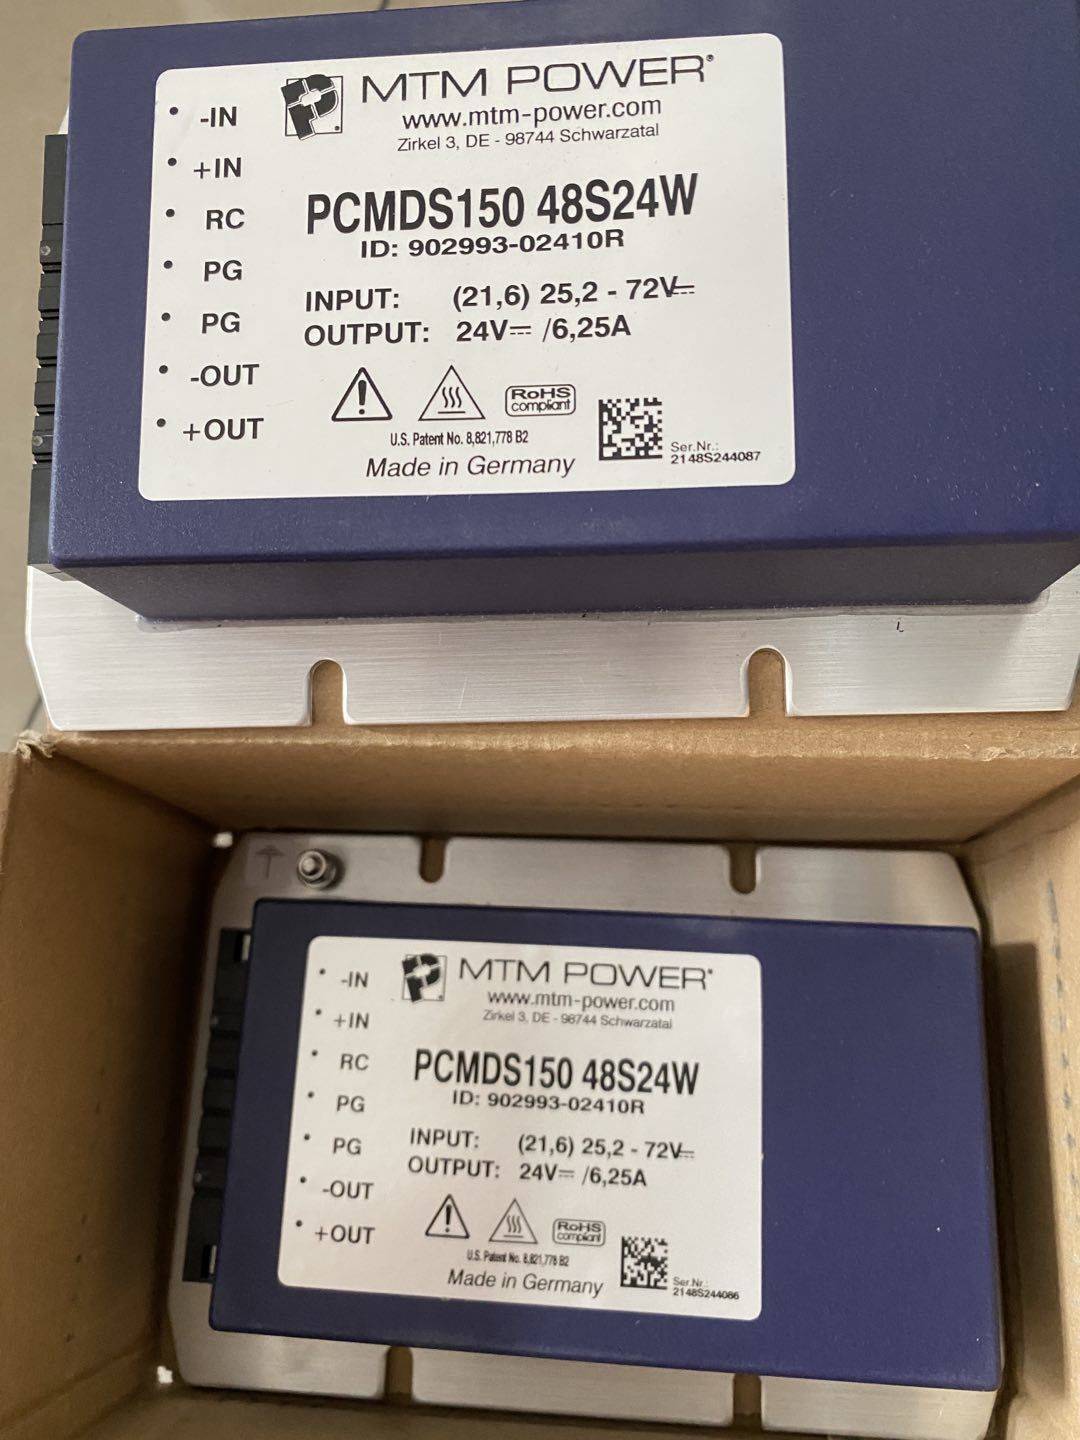 MTM POWER®
www.mtm-power.com
Zirkel 3, DE - 98744 Schwarzatal
-IN
+IN
RC
PG
PG
-OUT
+OUT
PCMDS150 48S24W
ID: 902993-02410R
INPUT: (21,6) 25,2 - 72V⎓
OUTPUT: 24V⎓ /6,25A
RoHS
compliant
U.S. Patent No. 8,821,778 B2
Made in Germany
Ser.Nr.:
2148S244087
MTM POWER®
www.mtm-power.com
Zirkel 3, DE - 98744 Schwarzatal
-IN
+IN
RC
PG
PG
-OUT
+OUT
PCMDS150 48S24W
ID: 902993-02410R
INPUT: (21,6) 25,2 - 72V⎓
OUTPUT: 24V⎓ /6,25A
RoHS
compliant
U.S. Patent No. 8,821,778 B2
Made in Germany
Ser.Nr.:
2148S244086